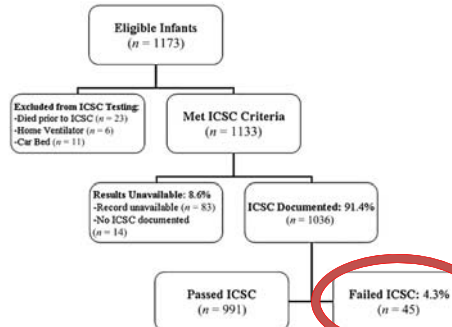 Eligible Infants
(n = 1173)
Excluded from ICSC Testing:
-Died prior to ICSC (n = 23)
-Home Ventilator (n = 6)
-Car Bed (n = 11)
Met ICSC Criteria
(n = 1133)
Results Unavailable: 8.6%
-Record unavailable (n = 83)
-No ICSC documented
(n = 14)
ICSC Documented: 91.4%
(n = 1036)
Passed ICSC
(n = 991)
Failed ICSC: 4.3%
(n = 45)